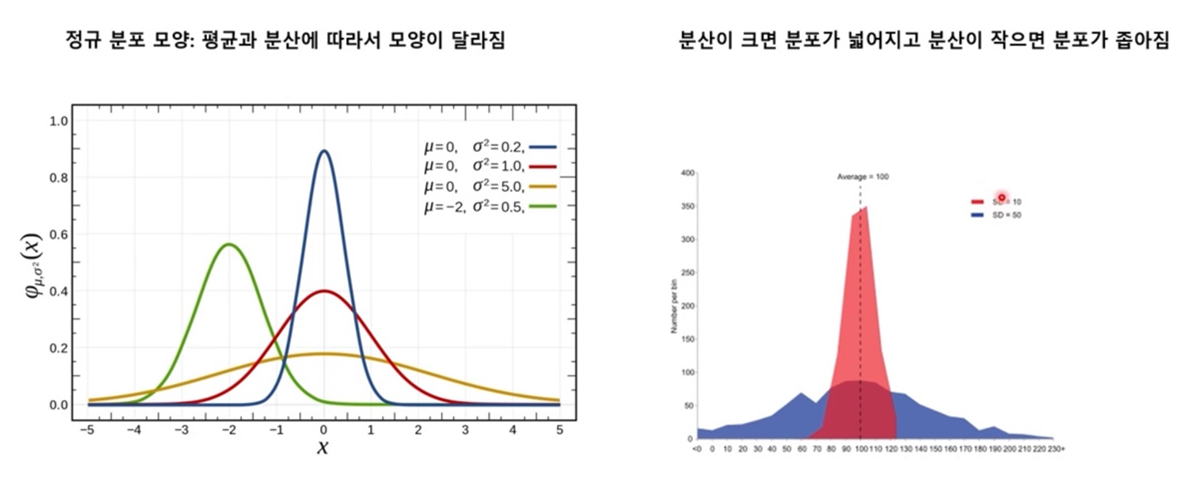 정규 분포 모양: 평균과 분산에 따라서 모양이 달라짐
분산이 크면 분포가 넓어지고 분산이 작으면 분포가 좁아짐
1.0
0.8
0.6
0.4
0.2
0.0
φμ,σ²(x)
μ=0, σ²=0.2,
μ=0, σ²=1.0,
μ=0, σ²=5.0,
μ=−2, σ²=0.5,
−5 −4 −3 −2 −1 0 1 2 3 4 5
x
Average = 100
SD = 10
SD = 50
400
350
300
250
200
150
100
50
0
Number per bin
<0 0 10 20 30 40 50 60 70 80 90 100 110 120 130 140 150 160 170 180 190 200 210 220 230+